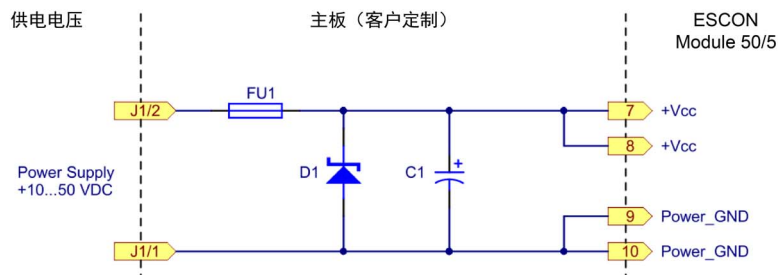 供电电压
主板（客户定制）
ESCON
Module 50/5
FU1
J1/2
7
+Vcc
8
+Vcc
D1
C1
+
Power Supply
+10...50 VDC
9
Power_GND
J1/1
10
Power_GND